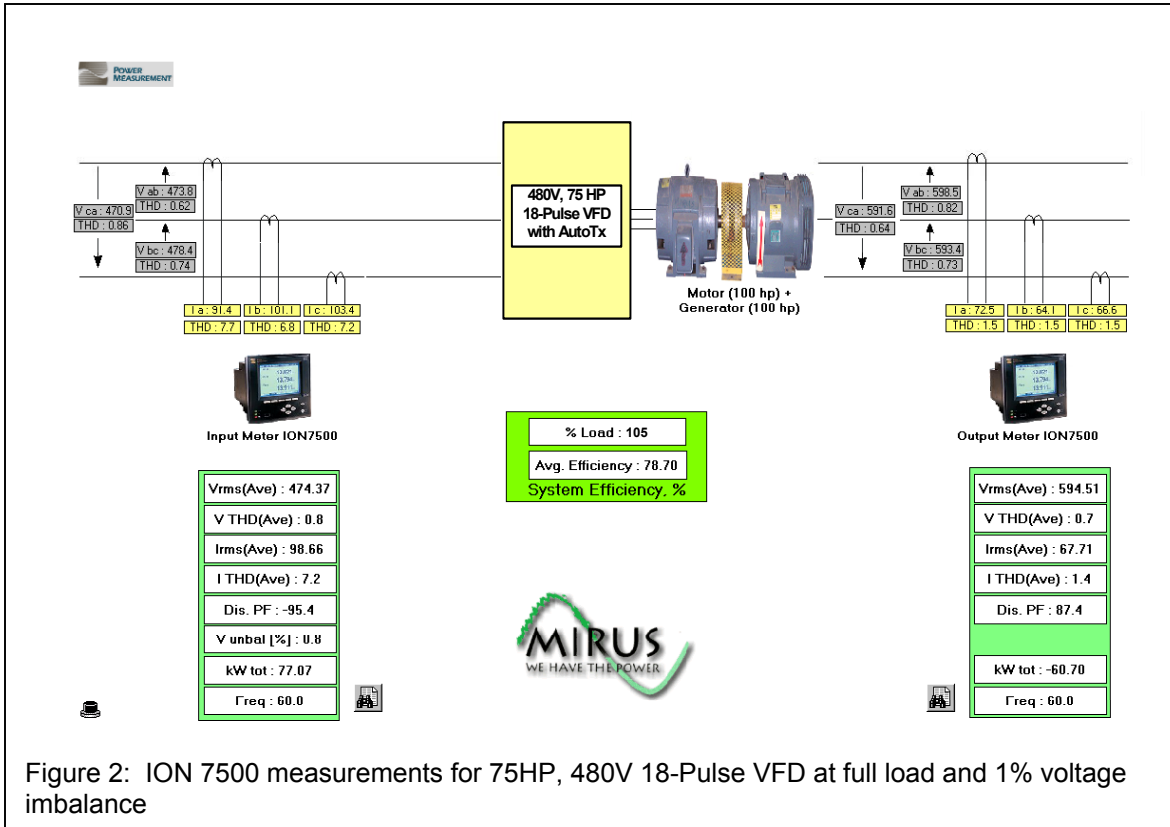 POWER
MEASUREMENT
V ab : 473.8
THD : 0.62
V ca : 470.9
THD : 0.86
V bc : 478.4
THD : 0.74
I a : 91.4
THD : 7.7
I b : 101.1
THD : 6.8
I c : 103.4
THD : 7.2
480V, 75 HP
18-Pulse VFD
with AutoTx
Motor (100 hp) +
Generator (100 hp)
V ab : 598.5
THD : 0.82
V ca : 591.6
THD : 0.64
V bc : 593.4
THD : 0.73
I a : 72.5
THD : 1.5
I b : 64.1
THD : 1.5
I c : 66.6
THD : 1.5
Input Meter ION7500
Vrms(Ave) : 474.37
V THD(Ave) : 0.8
Irms(Ave) : 98.66
I THD(Ave) : 7.2
Dis. PF : -95.4
V unbal [%] : 0.8
kW tot : 77.07
Freq : 60.0
% Load : 105
Avg. Efficiency : 78.70
System Efficiency, %
MIRUS
WE HAVE THE POWER
Output Meter ION7500
Vrms(Ave) : 594.51
V THD(Ave) : 0.7
Irms(Ave) : 67.71
I THD(Ave) : 1.4
Dis. PF : 87.4
kW tot : -60.70
Freq : 60.0
Figure 2: ION 7500 measurements for 75HP, 480V 18-Pulse VFD at full load and 1% voltage
imbalance